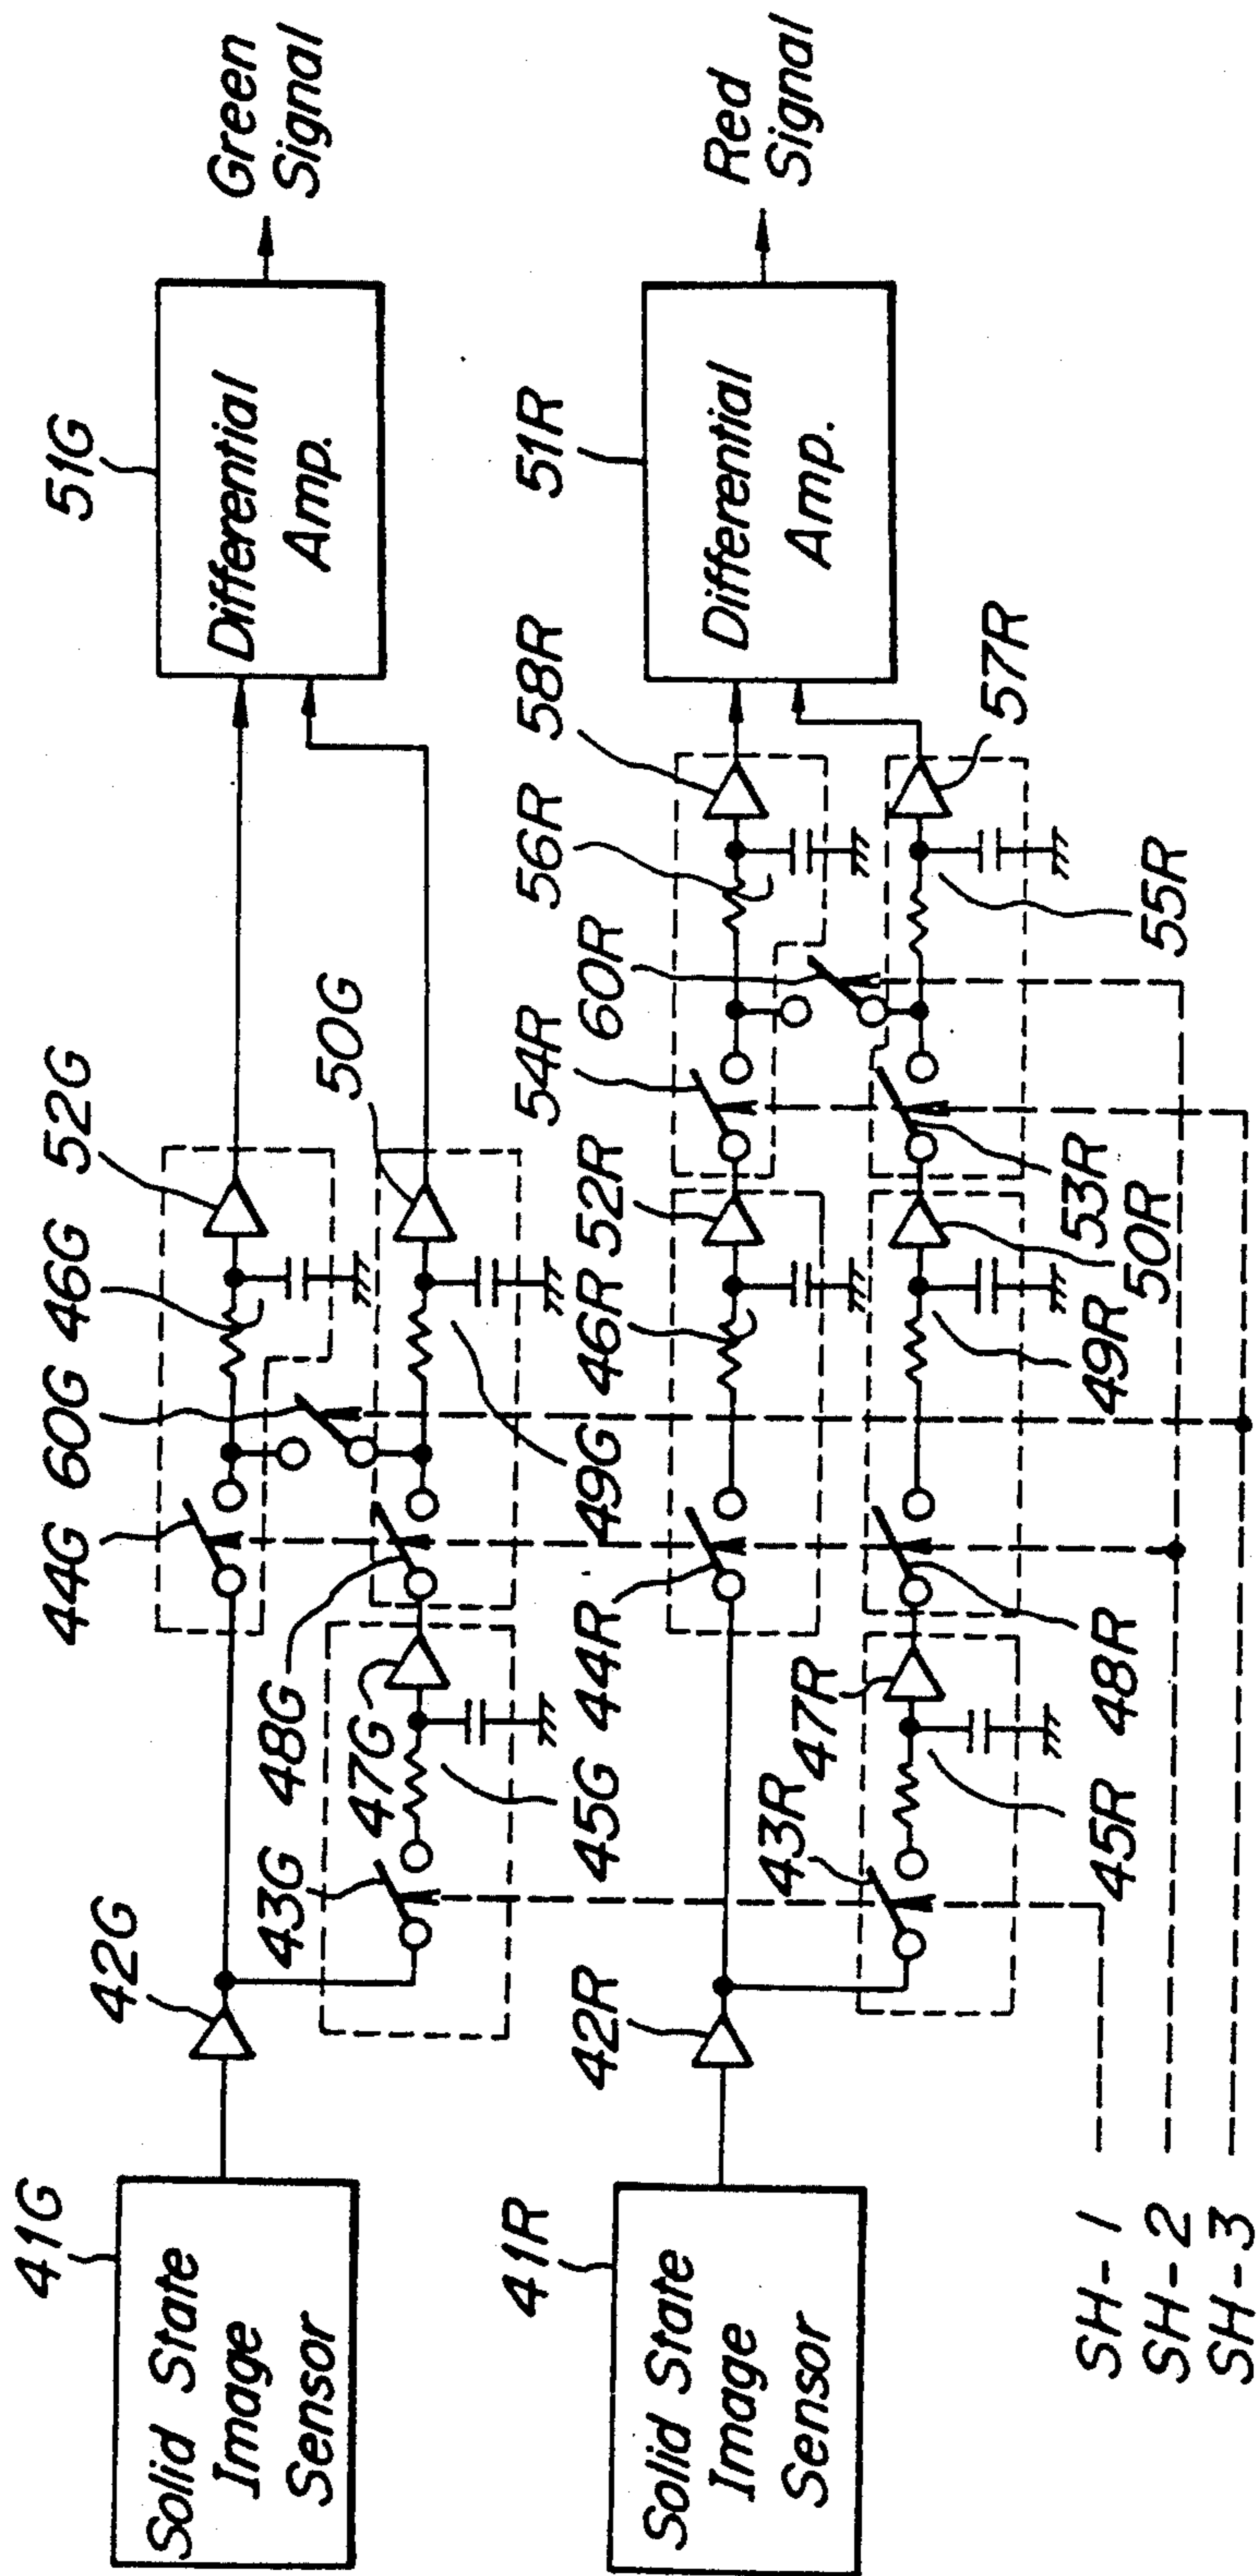 41G
42G
43G
44G
60G
46G
52G
51G
Solid State
Image
Sensor
48G
47G
45G
49G
50G
Differential
Amp.
Green
Signal
41R
42R
43R
44R
46R
52R
54R
60R
56R
58R
51R
Solid State
Image
Sensor
47R
45R
48R
49R
50R
53R
55R
57R
Differential
Amp.
Red
Signal
SH-1
SH-2
SH-3